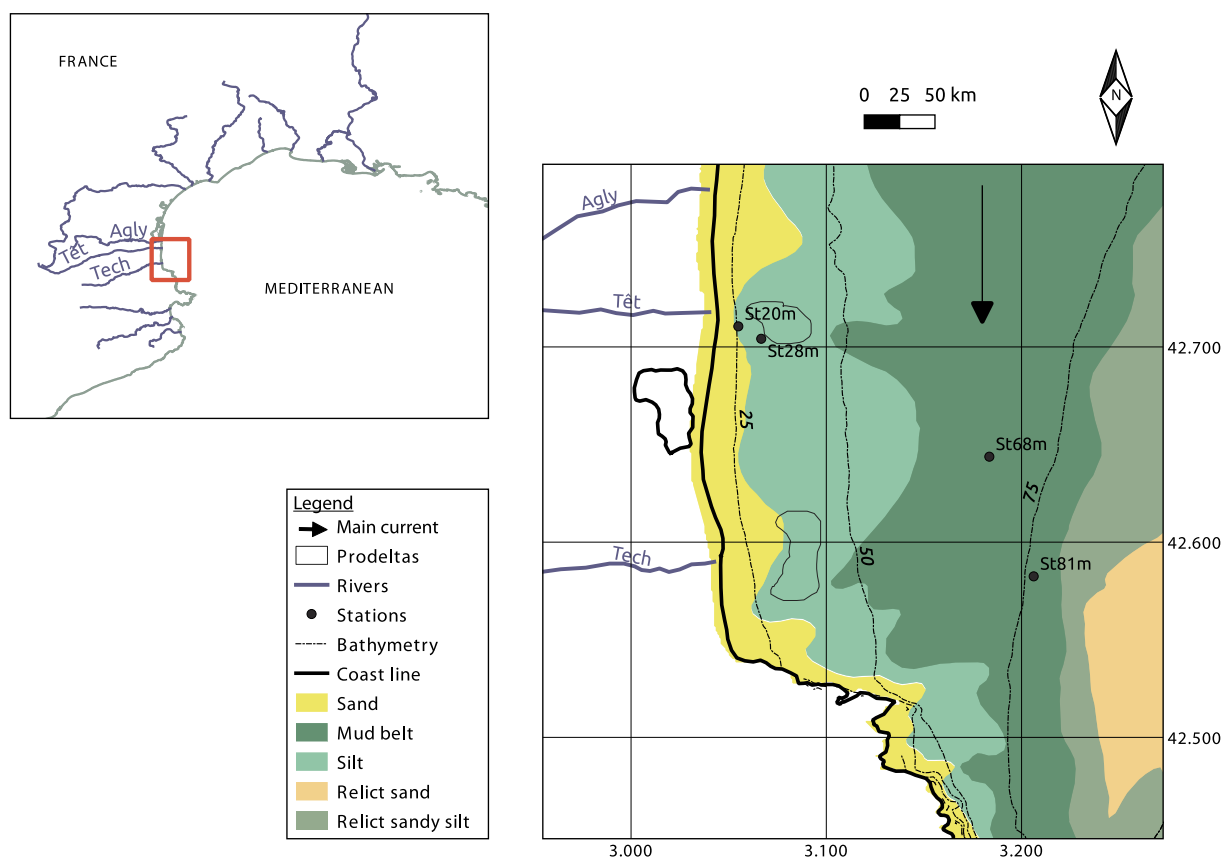 FRANCE
Agly
Têt
Tech
MEDITERRANEAN
0 25 50 km
N
Agly
Têt
St20m
St28m
42.700
25
St68m
75
42.600
50
Tech
St81m
42.500
3.000 3.100 3.200
Legend
Main current
Prodeltas
Rivers
Stations
Bathymetry
Coast line
Sand
Mud belt
Silt
Relict sand
Relict sandy silt